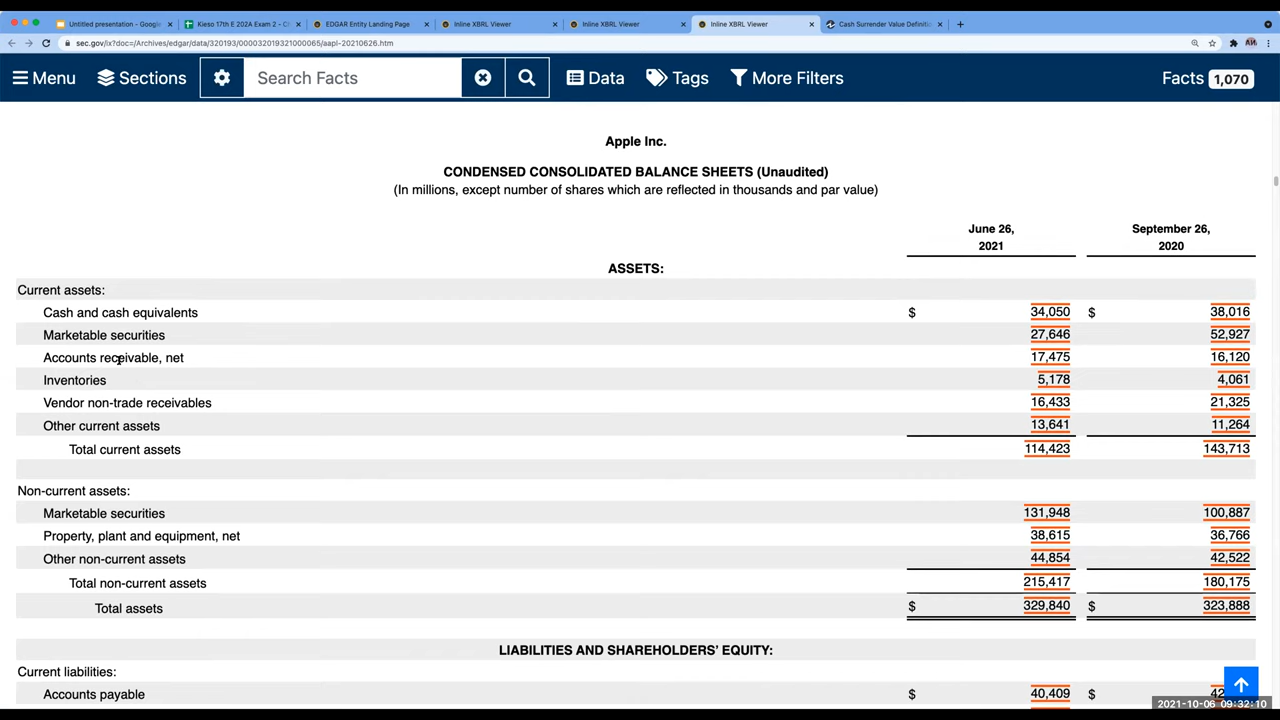 Untitled presentation - Google
Kieso 17th E 202A Exam 2 - C
EDGAR Entity Landing Page
Inline XBRL Viewer
Inline XBRL Viewer
Inline XBRL Viewer
Cash Surrender Value Definiti
sec.gov/ix?doc=/Archives/edgar/data/320193/000032019321000065/aapl-20210626.htm
Menu Sections Search Facts Data Tags More Filters Facts 1,070
Apple Inc.
CONDENSED CONSOLIDATED BALANCE SHEETS (Unaudited)
(In millions, except number of shares which are reflected in thousands and par value)
June 26, 2021
September 26, 2020
ASSETS:
Current assets:
Cash and cash equivalents $ 34,050 $ 38,016
Marketable securities 27,646 52,927
Accounts receivable, net 17,475 16,120
Inventories 5,178 4,061
Vendor non-trade receivables 16,433 21,325
Other current assets 13,641 11,264
Total current assets 114,423 143,713
Non-current assets:
Marketable securities 131,948 100,887
Property, plant and equipment, net 38,615 36,766
Other non-current assets 44,854 42,522
Total non-current assets 215,417 180,175
Total assets $ 329,840 $ 323,888
LIABILITIES AND SHAREHOLDERS' EQUITY:
Current liabilities:
Accounts payable $ 40,409 $ 42
2021-10-06 09:32:10